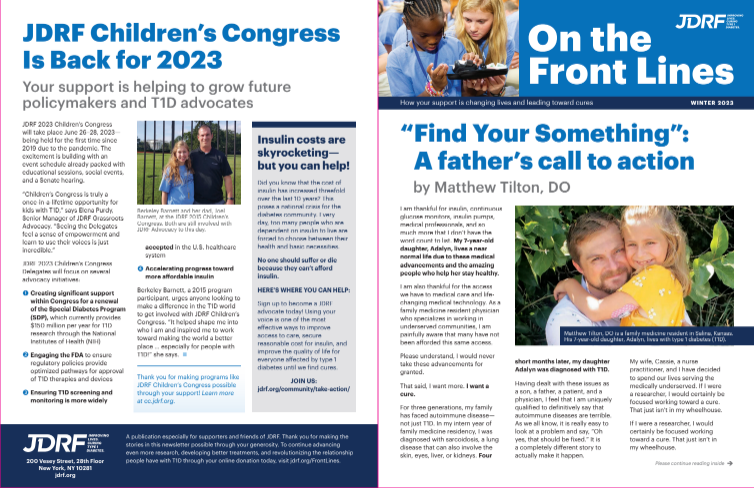 JDRF Children's Congress
Is Back for 2023
Your support is helping to grow future
policymakers and T1D advocates
JDRF 2023 Children's Congress
will take place June 26-28, 2023—
being held for the first time since
2019 due to the pandemic. The
excitement is building with an
event schedule already packed with
educational sessions, social events,
and a Senate hearing.
"Children's Congress is truly a
once in a lifetime opportunity for
kids with T1D," says Elena Purdy,
Senior Manager of JDRF Grassroots
Advocacy. "Seeing the Delegates
feel a sense of empowerment and
learn to use their voices is just
incredible."
JDRF 2023 Children's Congress
Delegates will focus on several
advocacy initiatives:
1 Creating significant support
within Congress for a renewal
of the Special Diabetes Program
(SDP), which currently provides
$150 million per year for T1D
research through the National
Institutes of Health (NIH)
2 Engaging the FDA to ensure
regulatory policies provide
optimized pathways for approval
of T1D therapies and devices
3 Ensuring T1D screening and
monitoring is more widely
Berkeley Barnett and her dad, Joel
Barnett, at the JDRF 2015 Children's
Congress. Both are still involved with
JDRF Advocacy to this day.
accepted in the U.S. healthcare
system
4 Accelerating progress toward
more affordable insulin
Berkeley Barnett, a 2015 program
participant, urges anyone looking to
make a difference in the T1D world
to get involved with JDRF Children's
Congress. "It helped shape me into
who I am and inspired me to work
toward making the world a better
place ... especially for people with
T1D!" she says.
Thank you for making programs like
JDRF Children's Congress possible
through your support! Learn more
at cc.jdrf.org.
Insulin costs are
skyrocketing—
but you can help!
Did you know that the cost of
insulin has increased threefold
over the last 10 years? This
poses a national crisis for the
diabetes community. Every
day, too many people who are
dependent on insulin to live are
forced to choose between their
health and basic necessities.
No one should suffer or die
because they can't afford
insulin.
HERE'S WHERE YOU CAN HELP:
Sign up to become a JDRF
advocate today! Using your
voice is one of the most
effective ways to improve
access to care, secure
reasonable cost for insulin, and
improve the quality of life for
everyone affected by type 1
diabetes until we find cures.
JOIN US:
jdrf.org/community/take-action/
JDRF IMPROVING
LIVES.
CURING
TYPE 1
DIABETES.
200 Vesey Street, 28th Floor
New York, NY 10281
jdrf.org
A publication especially for supporters and friends of JDRF. Thank you for making the
stories in this newsletter possible through your generosity. To continue advancing
even more research, developing better treatments, and revolutionizing the relationship
people have with T1D through your online donation today, visit jdrf.org/FrontLines.
JDRF IMPROVING
LIVES.
CURING
TYPE 1
DIABETES.
On the
Front Lines
How your support is changing lives and leading toward cures
WINTER 2023
"Find Your Something":
A father's call to action
by Matthew Tilton, DO
I am thankful for insulin, continuous
glucose monitors, insulin pumps,
medical professionals, and an
much more that I don't have the
word count to list. My 7-year-old
daughter, Adalyn, lives a near
normal life due to these medical
advancements and the amazing
people who help her stay healthy.
I am also thankful for the access
we have to medical care and life-
changing medical technology. As a
family medicine resident physician
who specializes in working in
underserved communities, I am
painfully aware that many have not
been afforded this same access.
Please understand, I would never
take these advancements for
granted.
That said, I want more. I want a
cure.
For three generations, my family
has faced autoimmune disease—
not just T1D. In my intern year of
family medicine residency, I was
diagnosed with sarcoidosis, a lung
disease that can also involve the
skin, eyes, liver, or kidneys. Four
Matthew Tilton, DO is a family medicine resident in Salina, Kansas.
His 7-year-old daughter, Adalyn, lives with type 1 diabetes (T1D).
short months later, my daughter
Adalyn was diagnosed with T1D.
Having dealt with these issues as
a son, a father, a patient, and a
physician, I feel that I am uniquely
qualified to definitively say that
autoimmune diseases are terrible.
As we all know, it is really easy to
look at a problem and say, "Oh
yes, that should be fixed." It is
a completely different story to
actually make it happen.
My wife, Cassie, a nurse
practitioner, and I have decided
to spend our lives serving the
medically underserved. If I were
a researcher, I would certainly be
focused working toward a cure.
That just isn't in my wheelhouse.
If I were a researcher, I would
certainly be focused working
toward a cure. That just isn't in
my wheelhouse.
Please continue reading inside →